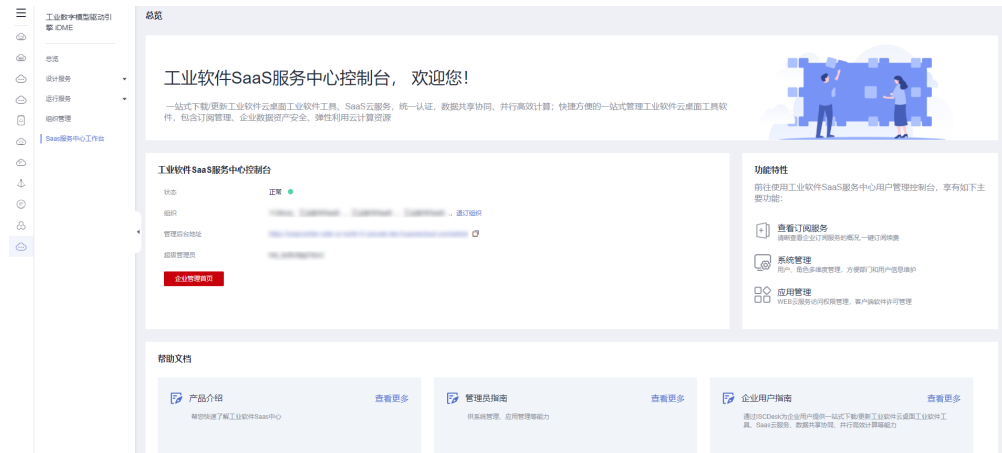 工业数字模型驱动引
擎 iDME
总览
设计服务
运行服务
组织管理
SaaS服务中心工作台
总览
工业软件SaaS服务中心控制台， 欢迎您！
一站式下载/更新工业软件云桌面工业软件工具、SaaS云服务，统一认证、数据共享协同、并行高效计算；快捷方便的一站式管理工业软件云桌面工具软
件，包含订阅管理、企业数据资产安全、弹性利用云计算资源
工业软件SaaS服务中心控制台
状态 正常
组织 ，退订组织
管理后台地址
超级管理员
企业管理首页
功能特性
前往使用工业软件SaaS服务中心用户管理控制台，享有如下主
要功能：
查看订阅服务
清晰查看企业订阅服务的概况,一键订阅续费
系统管理
用户、角色多维度管理，方便部门和用户信息维护
应用管理
WEB云服务访问权限管理，客户端软件许可管理
帮助文档
产品介绍 查看更多
帮您快速了解工业软件Saas中心
管理员指南 查看更多
供系统管理、应用管理等能力
企业用户指南 查看更多
通过ISCDesk为企业用户提供一站式下载/更新工业软件云桌面工业软件工
具、SaaS云服务、数据共享协同、并行高效计算等能力